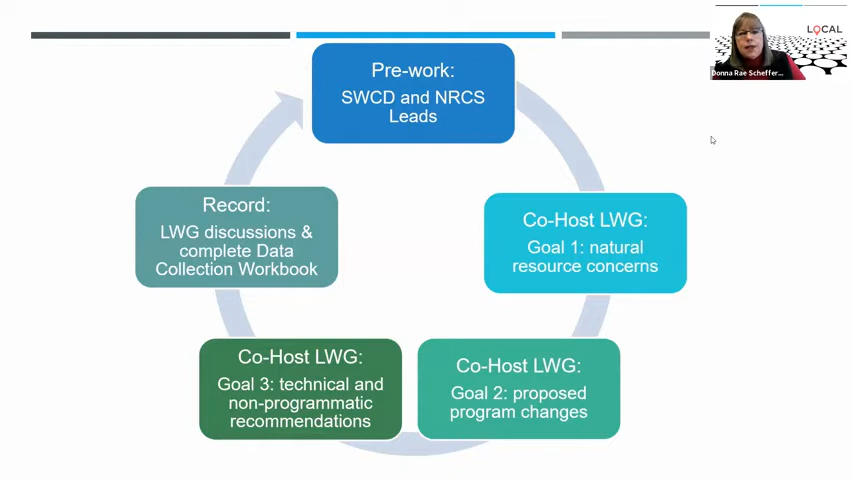 Pre-work:
SWCD and NRCS
Leads
LOCAL
Donna Rae Scheffer...
Record:
LWG discussions &
complete Data
Collection Workbook
Co-Host LWG:
Goal 1: natural
resource concerns
Co-Host LWG:
Goal 3: technical and
non-programmatic
recommendations
Co-Host LWG:
Goal 2: proposed
program changes